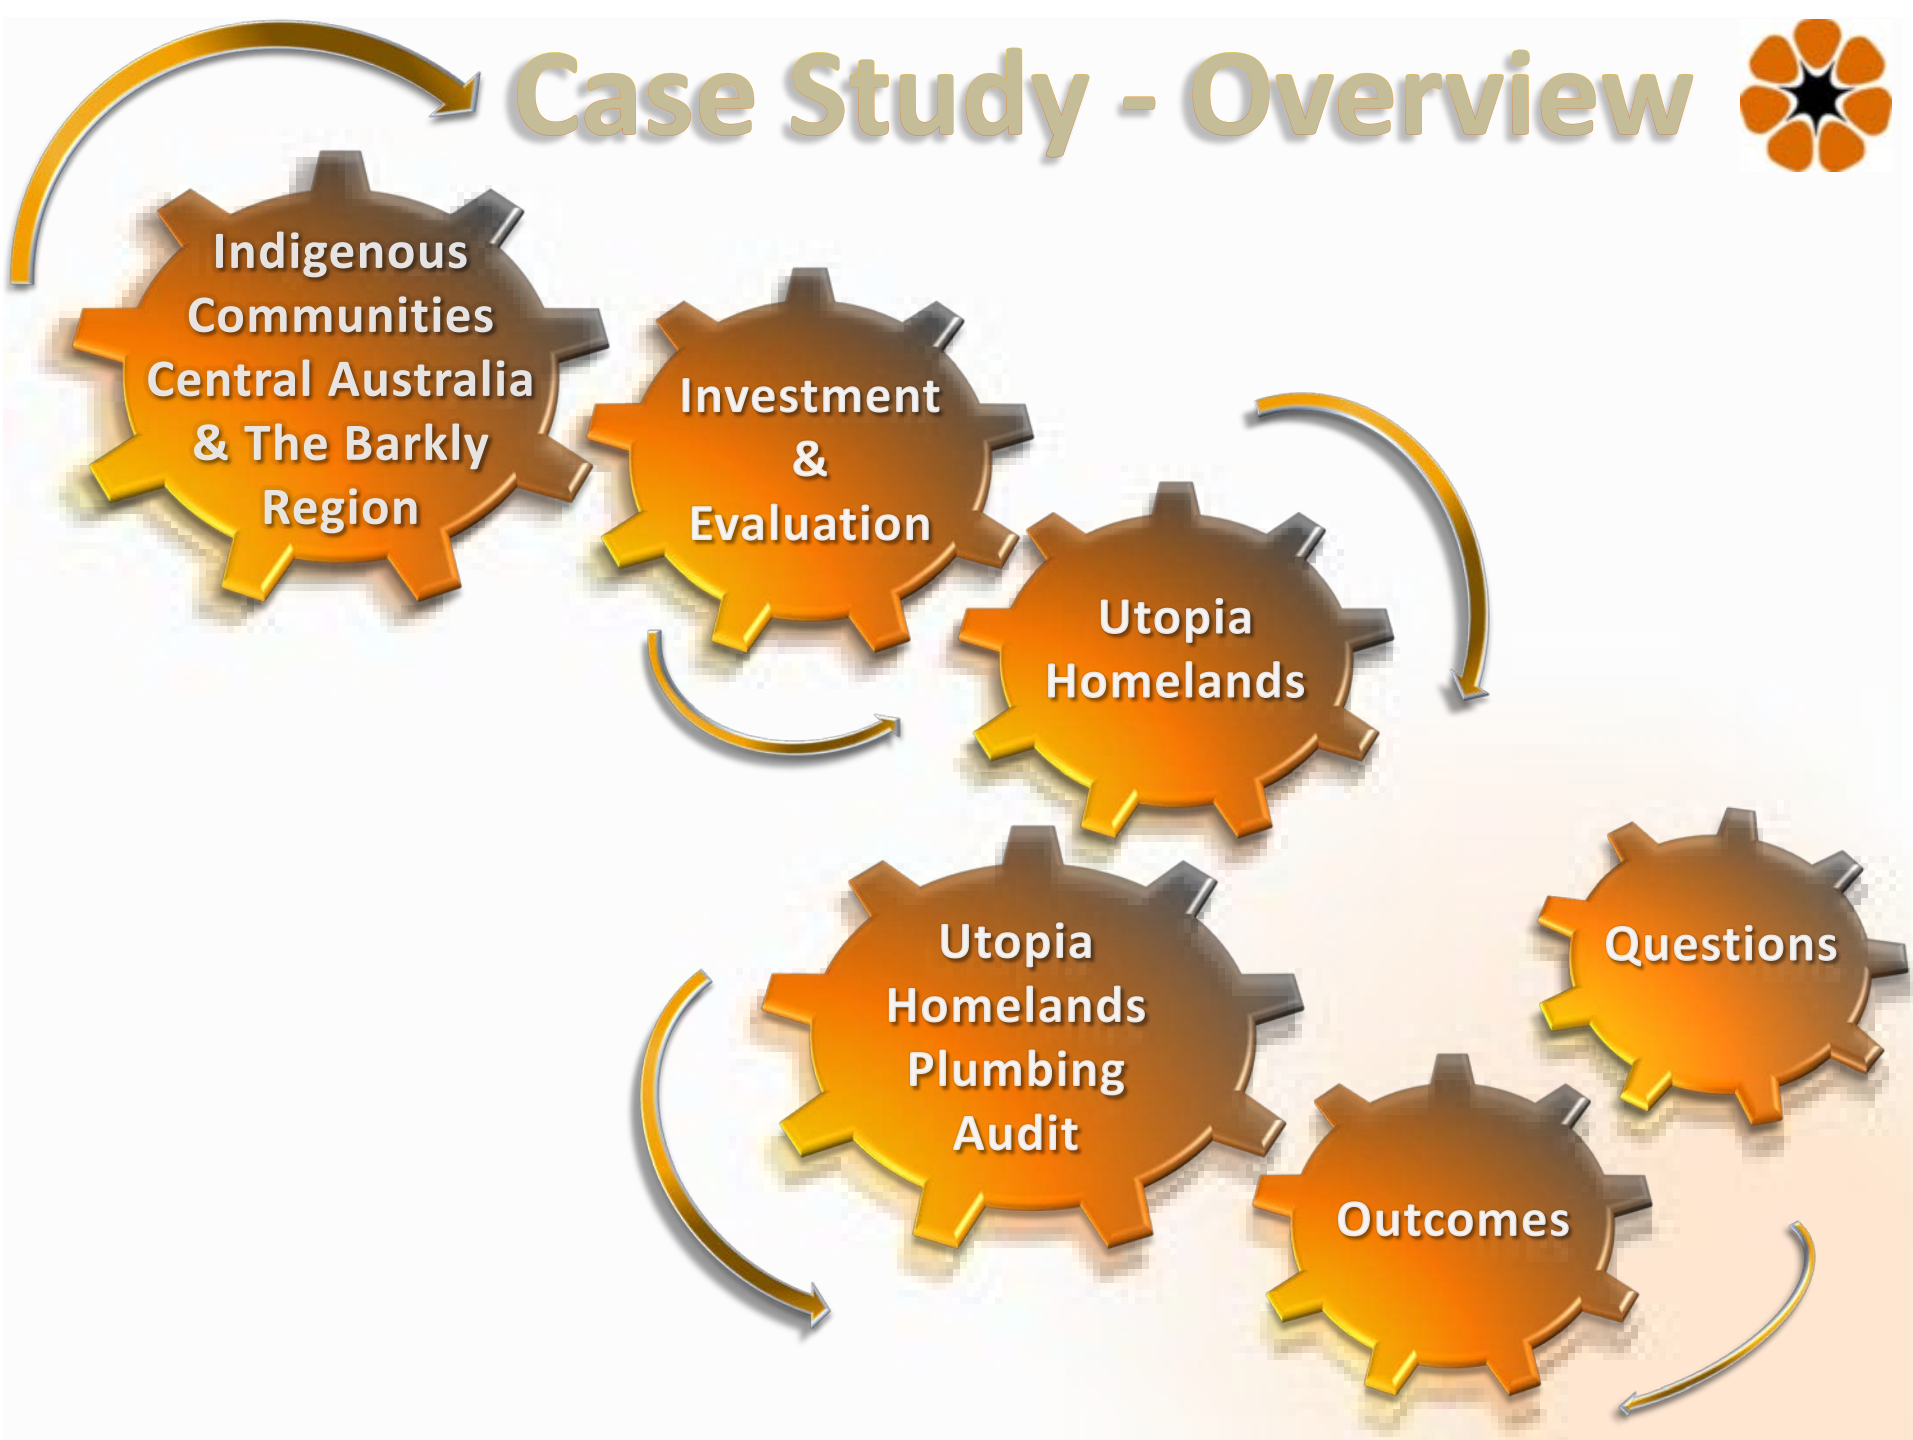 Case Study - Overview
Indigenous
Communities
Central Australia
& The Barkly
Region
Investment
&
Evaluation
Utopia
Homelands
Utopia
Homelands
Plumbing
Audit
Outcomes
Questions